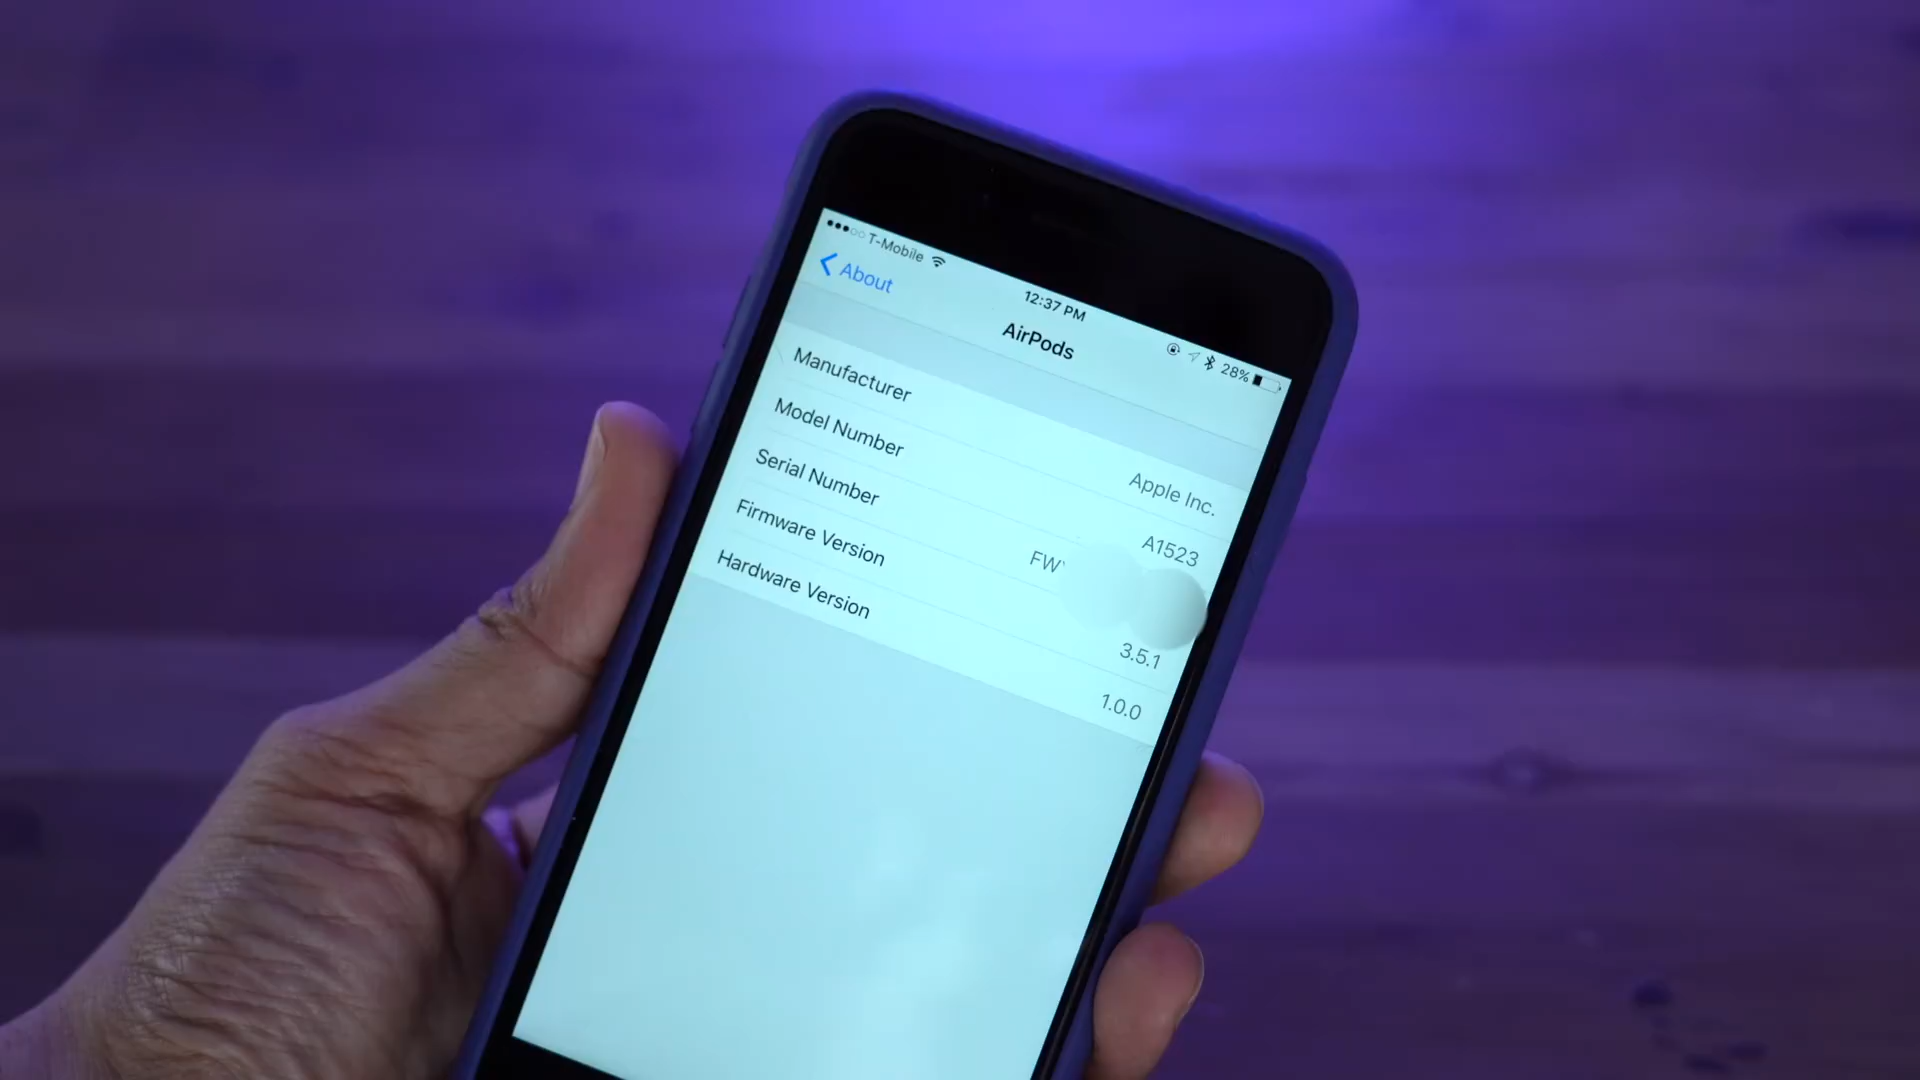 T-Mobile 12:37 PM 28%
About AirPods
Manufacturer Apple Inc.
Model Number A1523
Serial Number FW
Firmware Version 3.5.1
Hardware Version 1.0.0